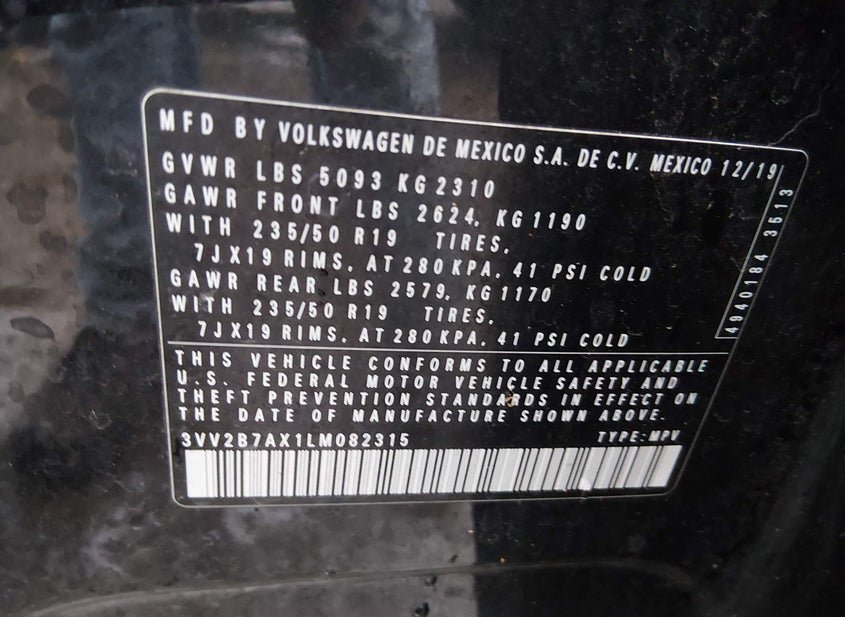 MFD BY VOLKSWAGEN DE MEXICO S.A. DE C.V. MEXICO 12/19
GVWR LBS 5093 KG 2310
GAWR FRONT LBS 2624, KG 1190
WITH 235/50 R19 TIRES,
7JX19 RIMS, AT 280 KPA, 41 PSI COLD
GAWR REAR LBS 2579, KG 1170
WITH 235/50 R19 TIRES,
7JX19 RIMS, AT 280 KPA, 41 PSI COLD
4940184 3513
THIS VEHICLE CONFORMS TO ALL APPLICABLE
U.S. FEDERAL MOTOR VEHICLE SAFETY AND
THEFT PREVENTION STANDARDS IN EFFECT ON
THE DATE OF MANUFACTURE SHOWN ABOVE.
3VV2B7AX1LM082315 TYPE: MPV